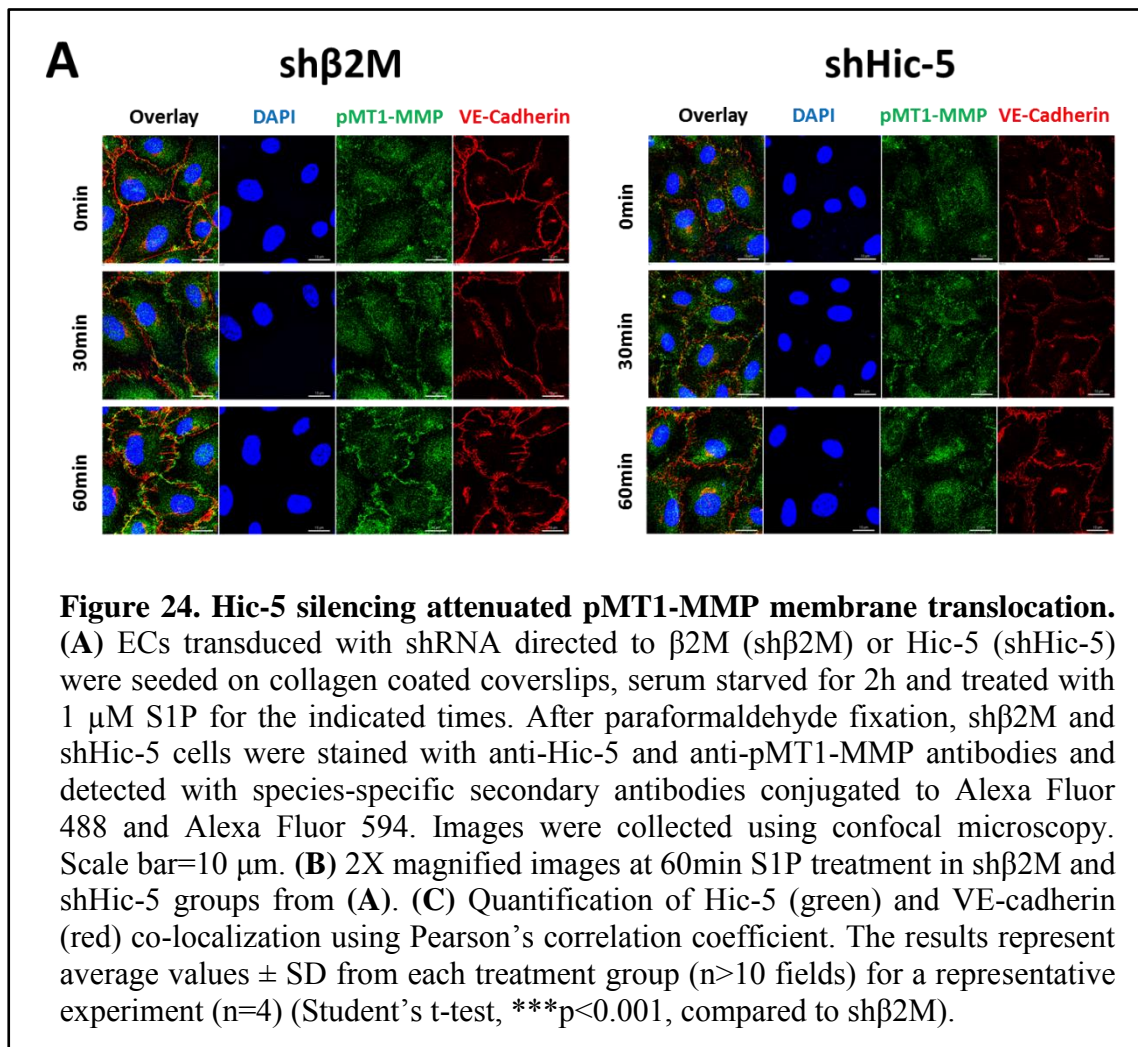 A
shβ2M
shHic-5
Overlay DAPI pMT1-MMP VE-Cadherin
Overlay DAPI pMT1-MMP VE-Cadherin
0min
0min
30min
30min
60min
60min
Figure 24. Hic-5 silencing attenuated pMT1-MMP membrane translocation.
(A) ECs transduced with shRNA directed to β2M (shβ2M) or Hic-5 (shHic-5)
were seeded on collagen coated coverslips, serum starved for 2h and treated with
1 μM S1P for the indicated times. After paraformaldehyde fixation, shβ2M and
shHic-5 cells were stained with anti-Hic-5 and anti-pMT1-MMP antibodies and
detected with species-specific secondary antibodies conjugated to Alexa Fluor
488 and Alexa Fluor 594. Images were collected using confocal microscopy.
Scale bar=10 μm. (B) 2X magnified images at 60min S1P treatment in shβ2M and
shHic-5 groups from (A). (C) Quantification of Hic-5 (green) and VE-cadherin
(red) co-localization using Pearson’s correlation coefficient. The results represent
average values ± SD from each treatment group (n>10 fields) for a representative
experiment (n=4) (Student’s t-test, ***p<0.001, compared to shβ2M).